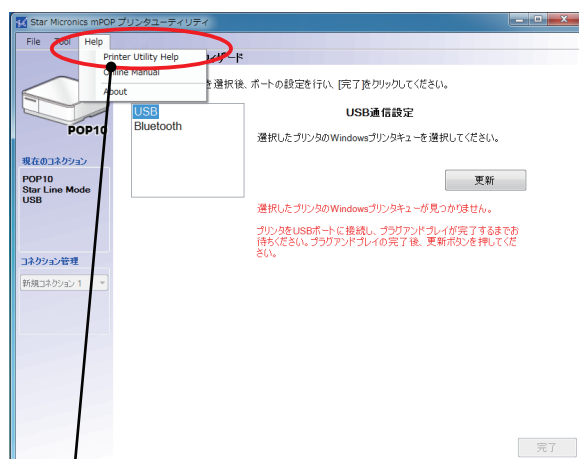 Star Micronics mPOP プリンタユーティリティ
File Tool Help
Printer Utility Help
Online Manual
About
ード
を選択後、ポートの設定を行い、[完了]をクリックしてください。
USB
Bluetooth
USB通信設定
選択したプリンタのWindowsプリンタキューを選択してください。
更新
選択したプリンタのWindowsプリンタキューが見つかりません。
プリンタをUSBポートに接続し、プラグアンドプレイが完了するまでお
待ちください。プラグアンドプレイの完了後、更新ボタンを押してくだ
さい。
POP10
現在のコネクション
POP10
Star Line Mode
USB
コネクション管理
新規コネクション 1
完了